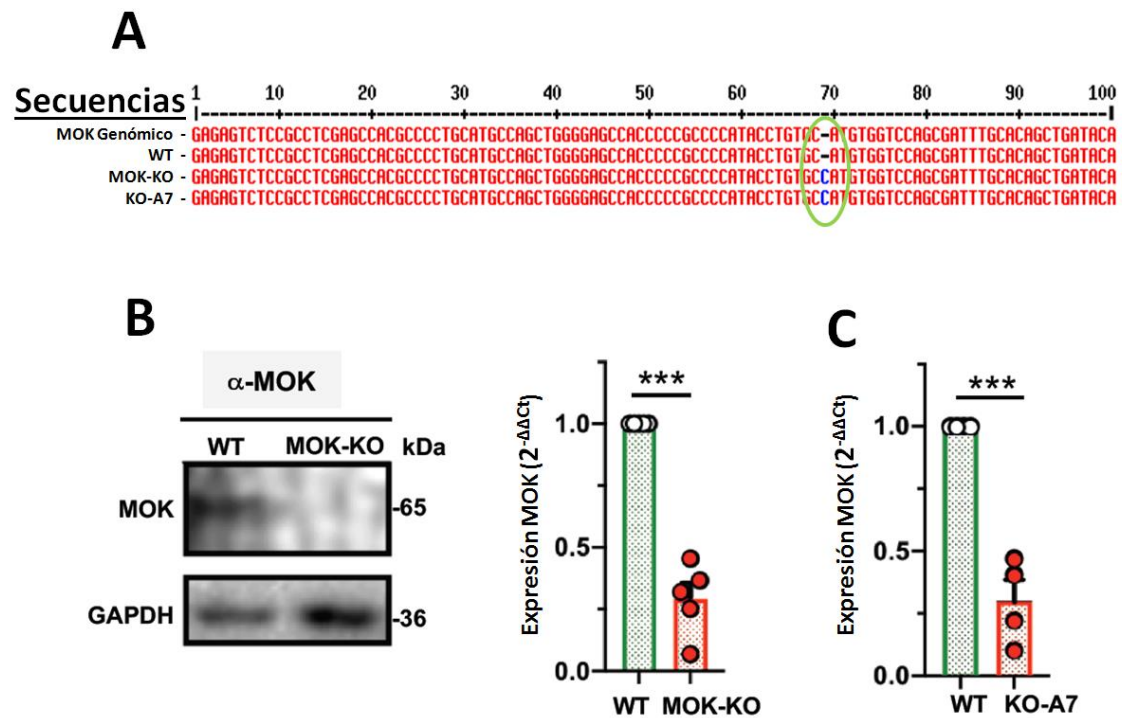 A
Secuencias
1 10 20 30 40 50 60 70 80 90 100
|--------+---------+---------+---------+---------+---------+---------+---------+---------+---------|
MOK Genómico - GAGAGTCTCCGCCTCGAGCCACGCCCCTGCATGCCAGCTGGGGAGCCACCCCCGCCCCATACCTGTGC-ATGTGGTCCAGCGATTTGCACAGCTGATACA
WT - GAGAGTCTCCGCCTCGAGCCACGCCCCTGCATGCCAGCTGGGGAGCCACCCCCGCCCCATACCTGTGC-ATGTGGTCCAGCGATTTGCACAGCTGATACA
MOK-KO - GAGAGTCTCCGCCTCGAGCCACGCCCCTGCATGCCAGCTGGGGAGCCACCCCCGCCCCATACCTGTGCCATGTGGTCCAGCGATTTGCACAGCTGATACA
KO-A7 - GAGAGTCTCCGCCTCGAGCCACGCCCCTGCATGCCAGCTGGGGAGCCACCCCCGCCCCATACCTGTGCCATGTGGTCCAGCGATTTGCACAGCTGATACA
B
α-MOK
WT MOK-KO kDa
MOK -65
GAPDH -36
Expresión MOK (2^-ΔΔCt)
***
1.0
0.5
0.0
WT MOK-KO
C
Expresión MOK (2^-ΔΔCt)
***
1.0
0.5
0.0
WT KO-A7